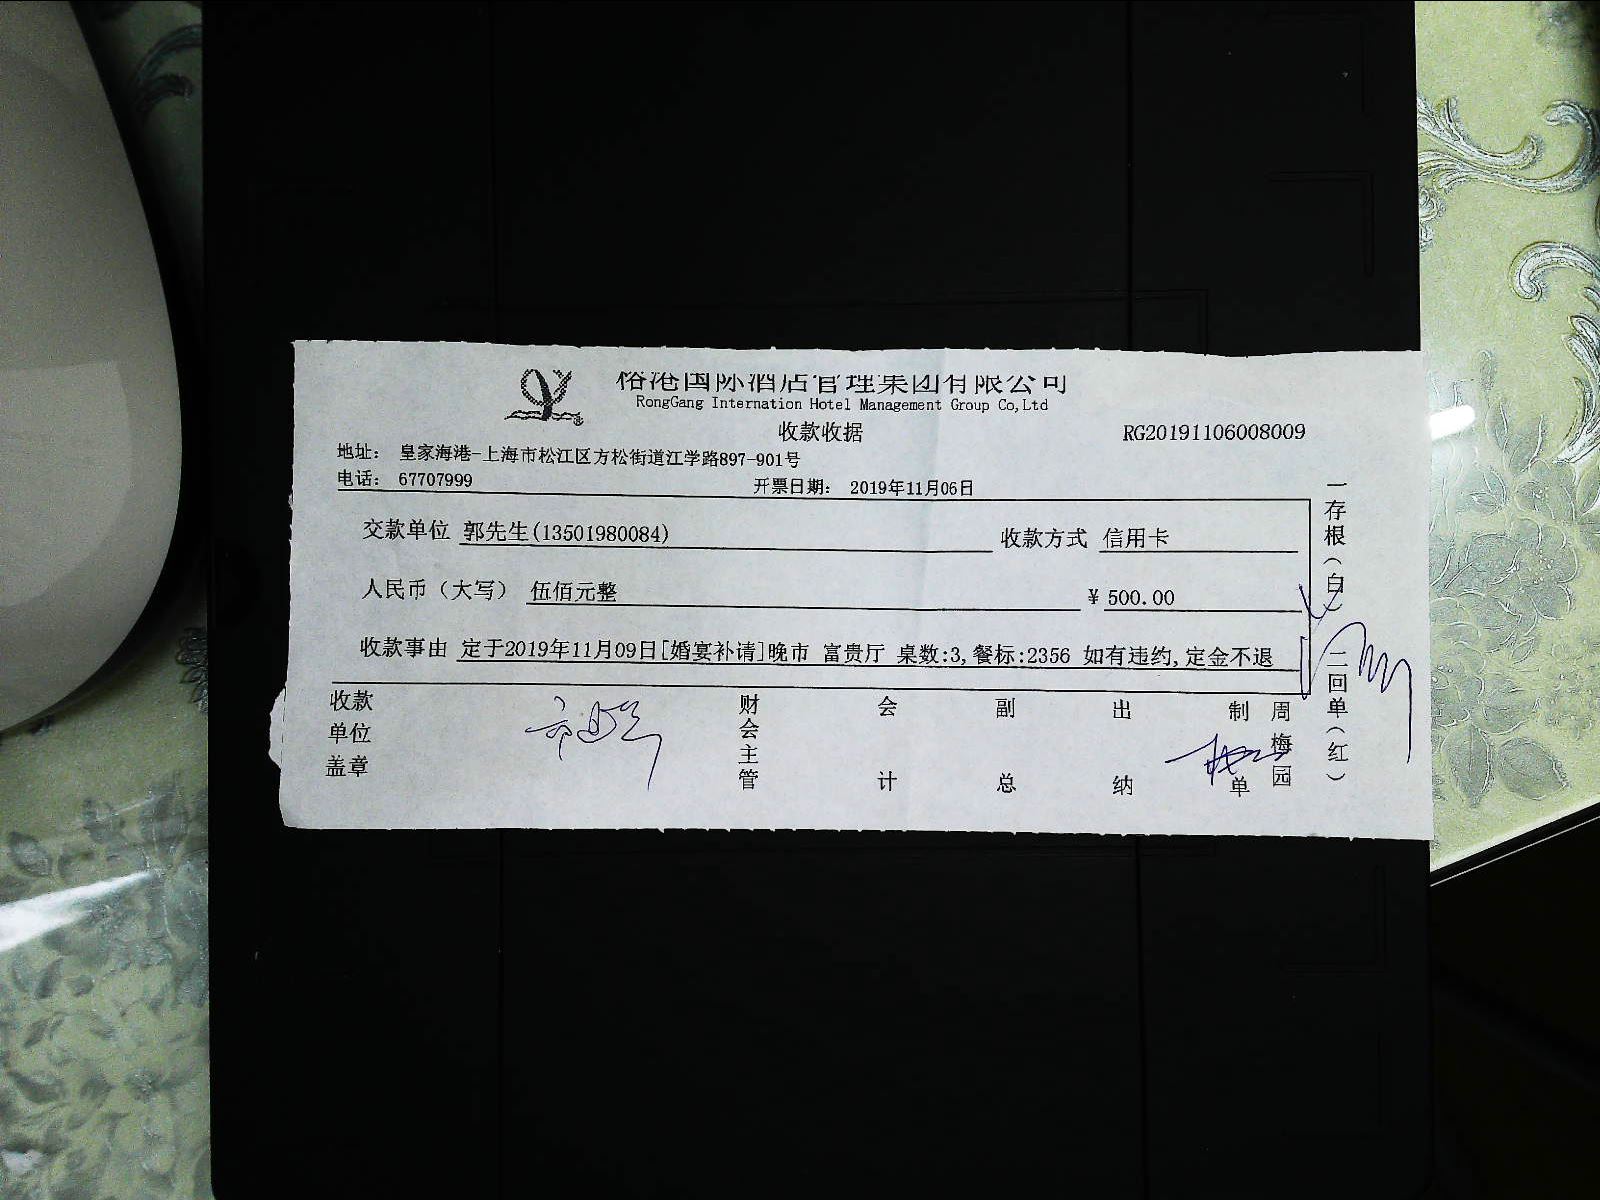 裕港国际酒店管理集团有限公司
RongGang Internation Hotel Management Group Co,Ltd
收款收据
RG20191106008009
地址: 皇家海港-上海市松江区方松街道江学路897-901号
电话: 67707999
开票日期: 2019年11月06日
交款单位 郭先生(13501980084)
收款方式 信用卡
人民币(大写) 伍佰元整
¥ 500.00
收款事由 定于2019年11月09日[婚宴补请]晚市 富贵厅 桌数:3,餐标:2356 如有违约,定金不退
收款单位盖章
财会主管
会计
副总
出纳
制单
周梅园
一存根(白)
二回单(红)